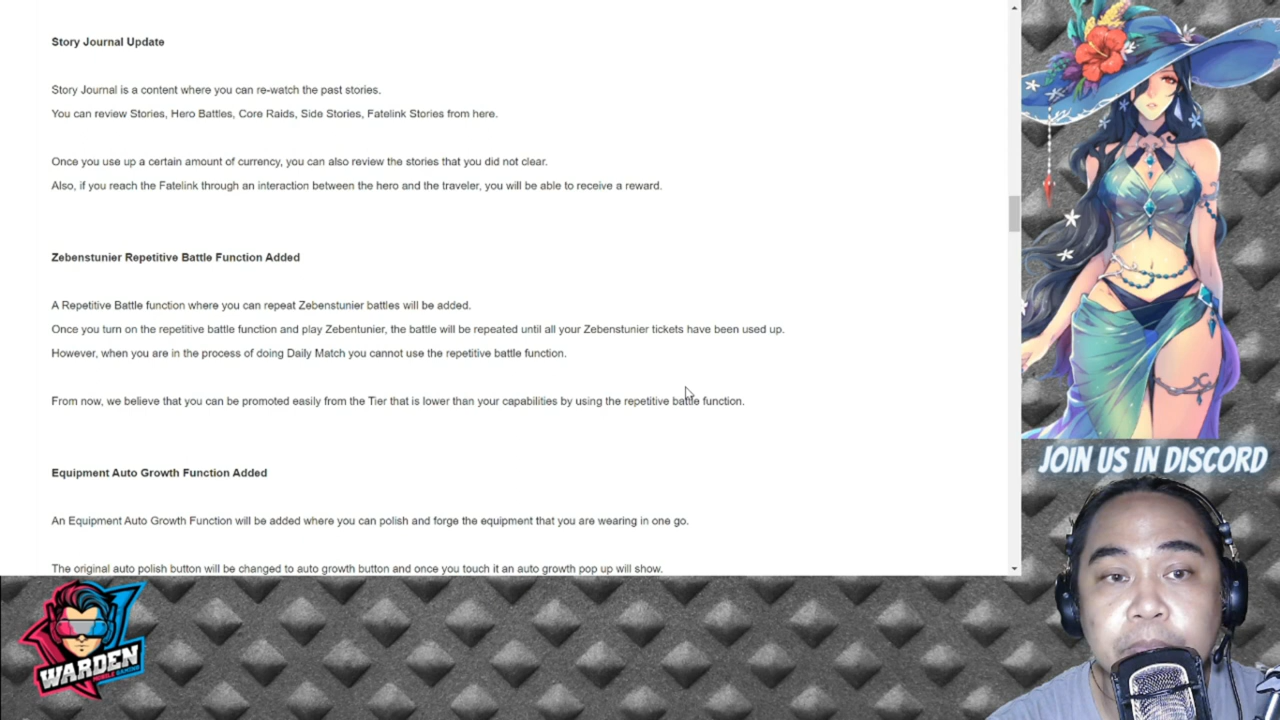 Story Journal Update
Story Journal is a content where you can re-watch the past stories.
You can review Stories, Hero Battles, Core Raids, Side Stories, Fatelink Stories from here.
Once you use up a certain amount of currency, you can also review the stories that you did not clear.
Also, if you reach the Fatelink through an interaction between the hero and the traveler, you will be able to receive a reward.
Zebenstunier Repetitive Battle Function Added
A Repetitive Battle function where you can repeat Zebenstunier battles will be added.
Once you turn on the repetitive battle function and play Zebentunier, the battle will be repeated until all your Zebenstunier tickets have been used up.
However, when you are in the process of doing Daily Match you cannot use the repetitive battle function.
From now, we believe that you can be promoted easily from the Tier that is lower than your capabilities by using the repetitive battle function.
Equipment Auto Growth Function Added
An Equipment Auto Growth Function will be added where you can polish and forge the equipment that you are wearing in one go.
The original auto polish button will be changed to auto growth button and once you touch it an auto growth pop up will show.
JOIN US IN DISCORD
WARDEN
MOBILE GAMING